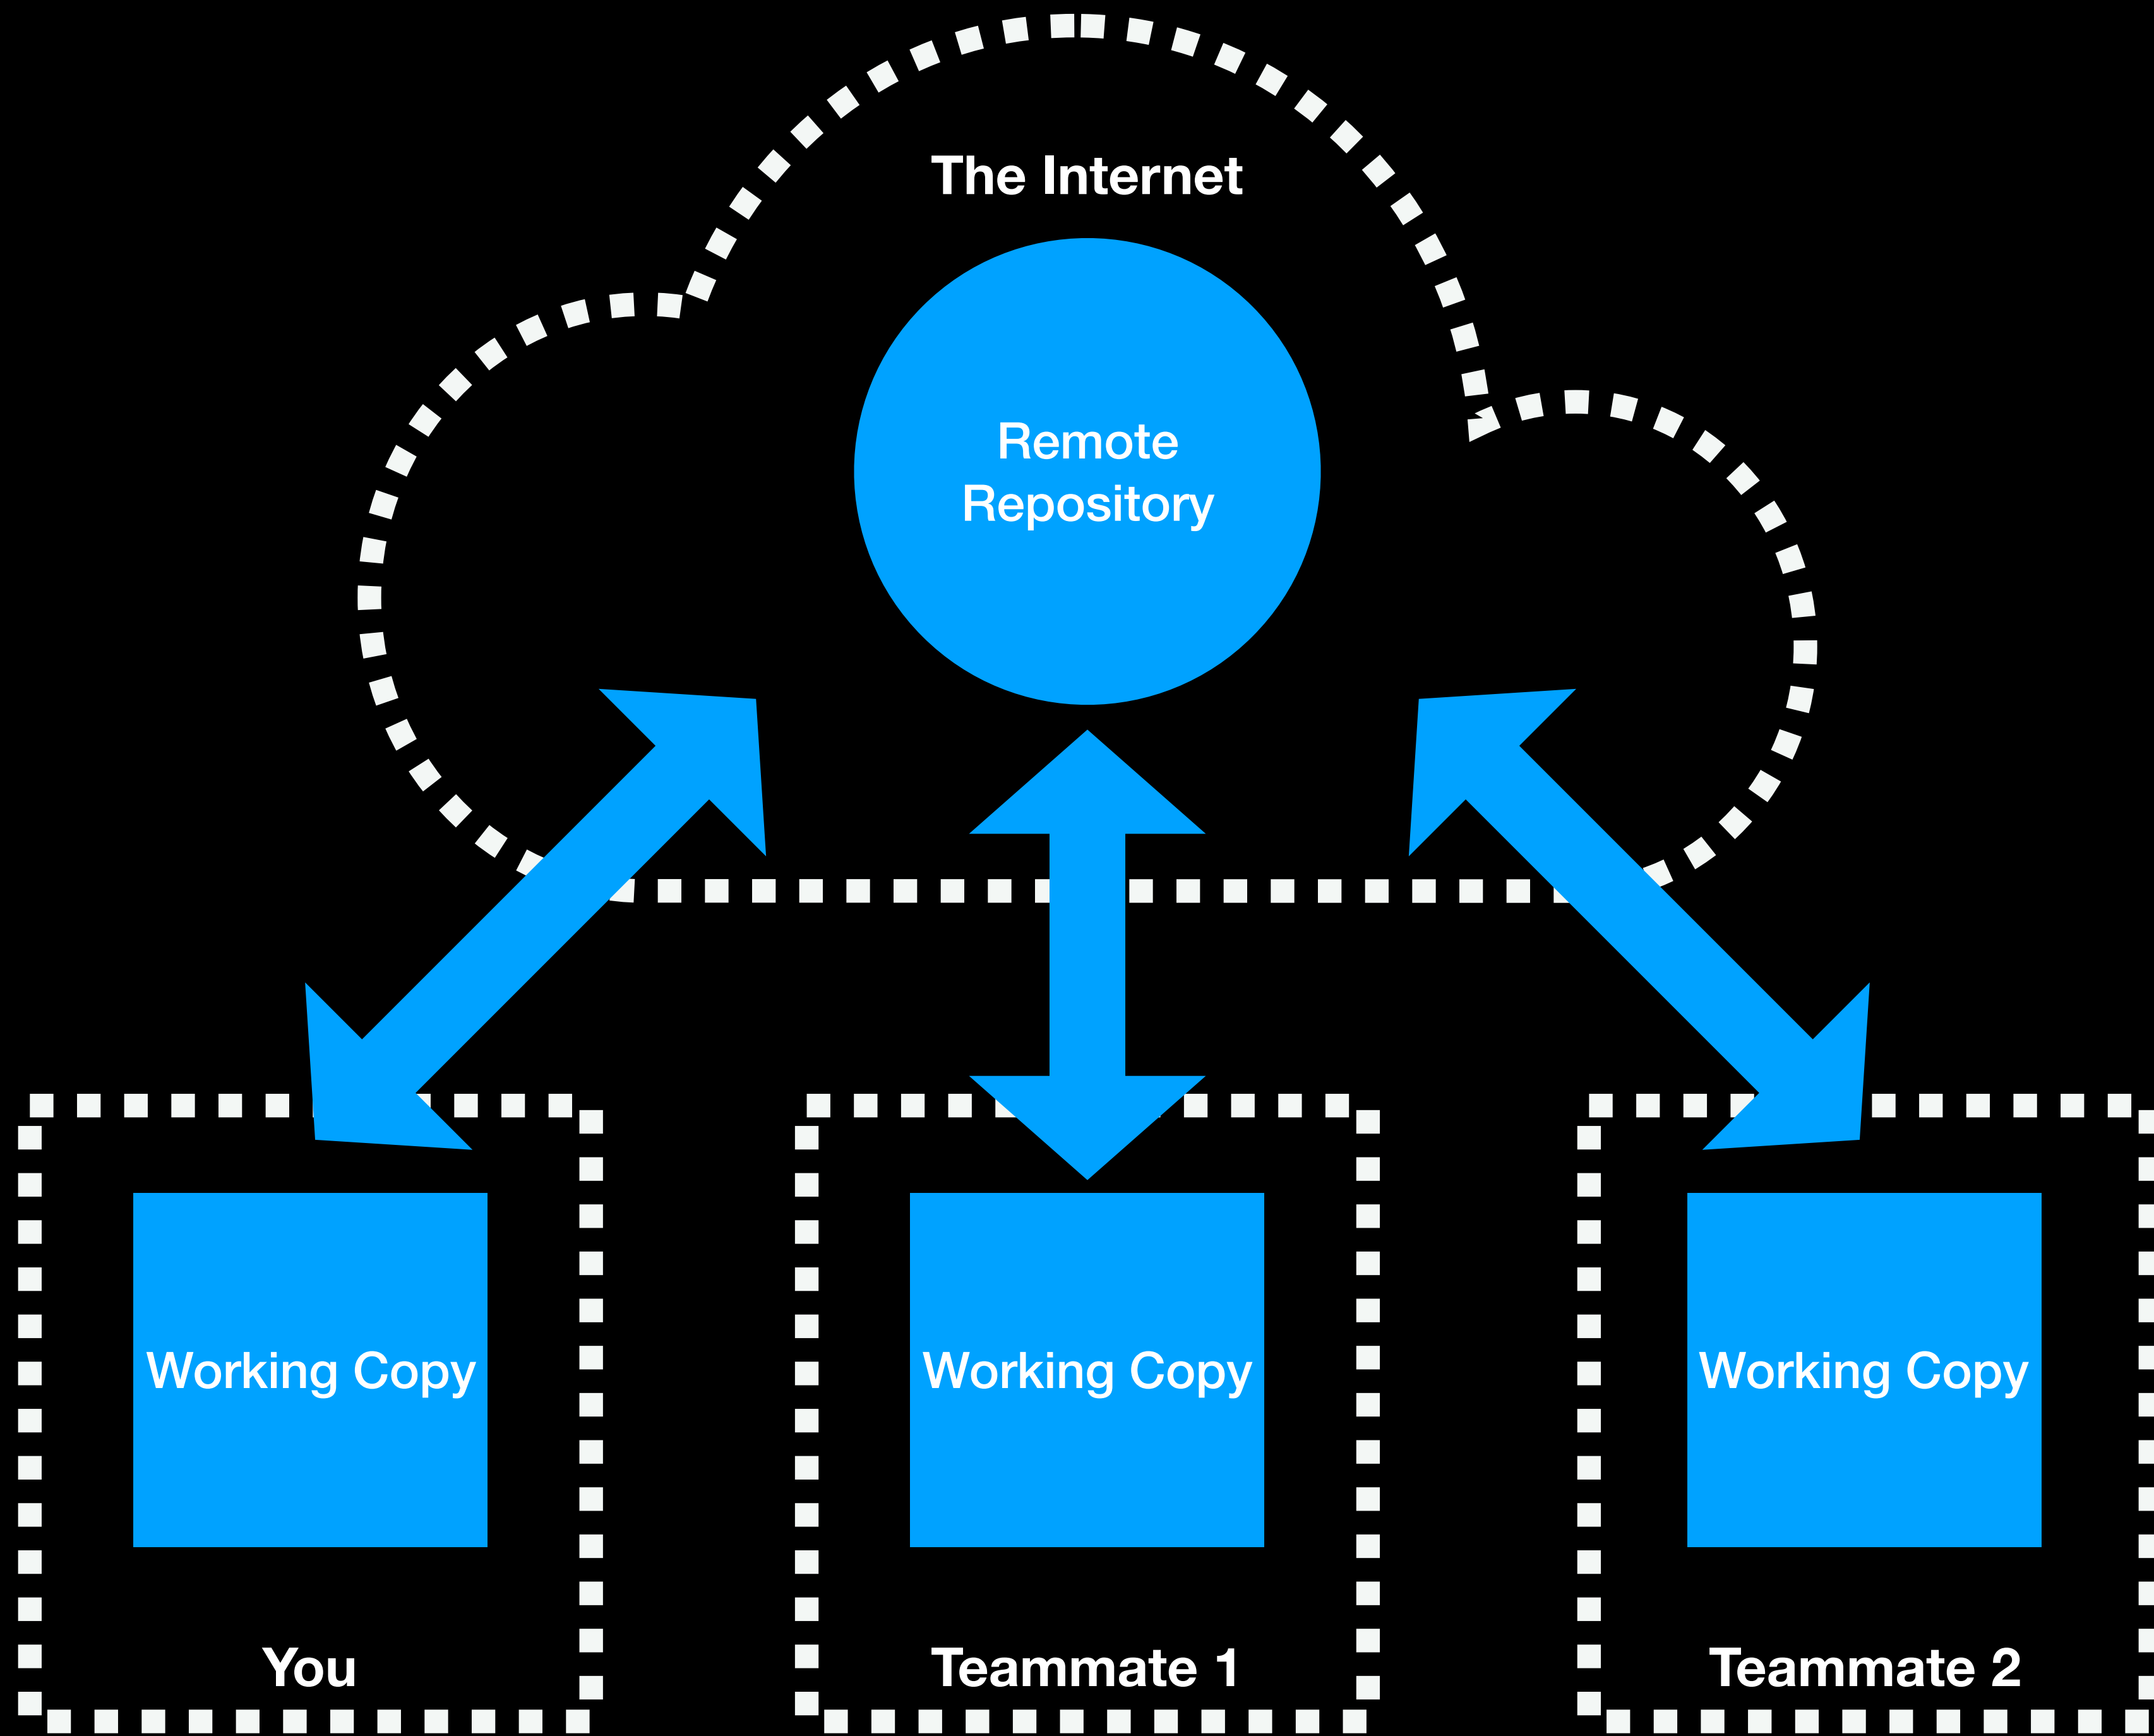 The Internet
Remote
Repository
Working Copy
Working Copy
Working Copy
You
Teammate 1
Teammate 2